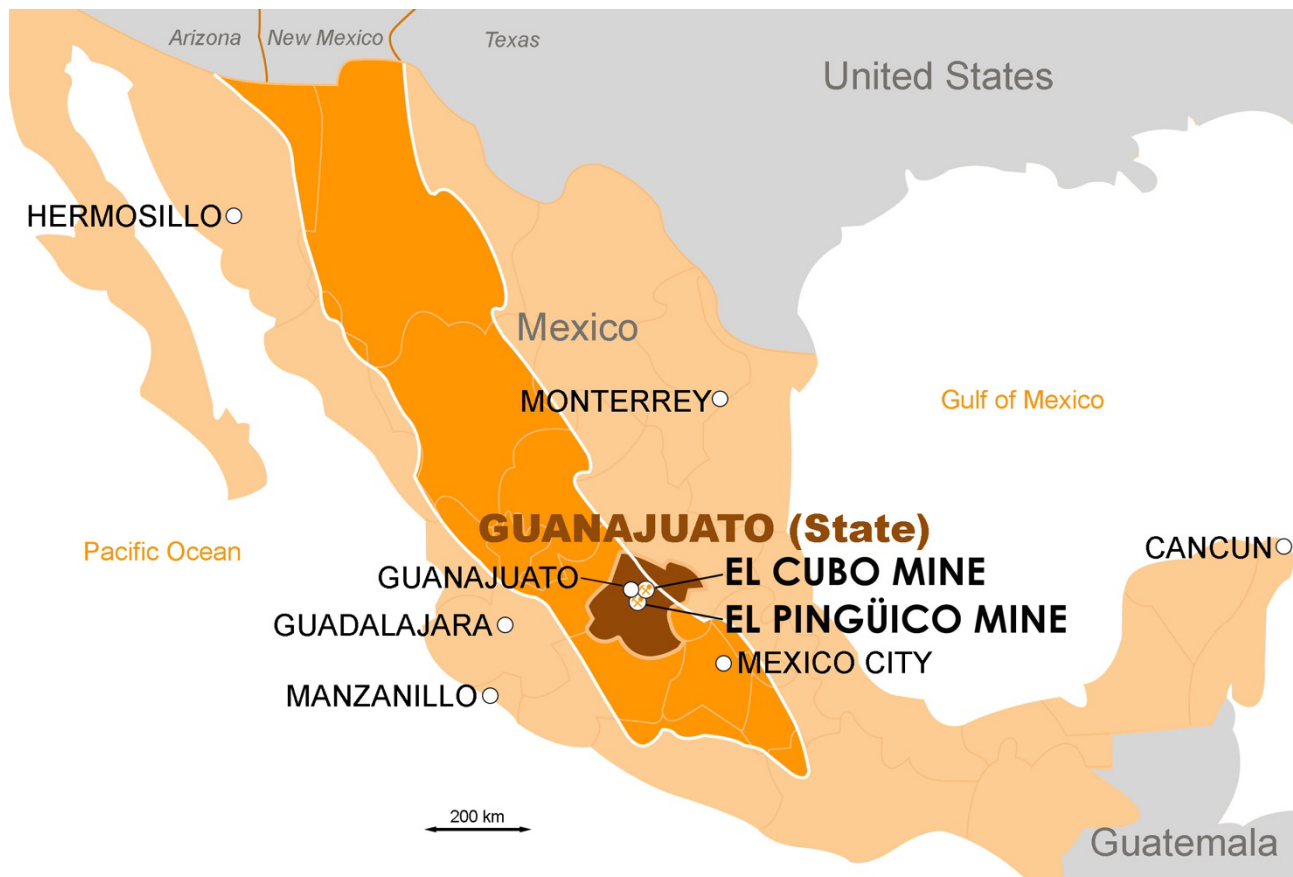 Arizona
New Mexico
Texas
United States
HERMOSILLO
Mexico
MONTERREY
Gulf of Mexico
GUANAJUATO (State)
Pacific Ocean
CANCUN
GUANAJUATO
EL CUBO MINE
EL PINGÜICO MINE
GUADALAJARA
MEXICO CITY
MANZANILLO
200 km
Guatemala